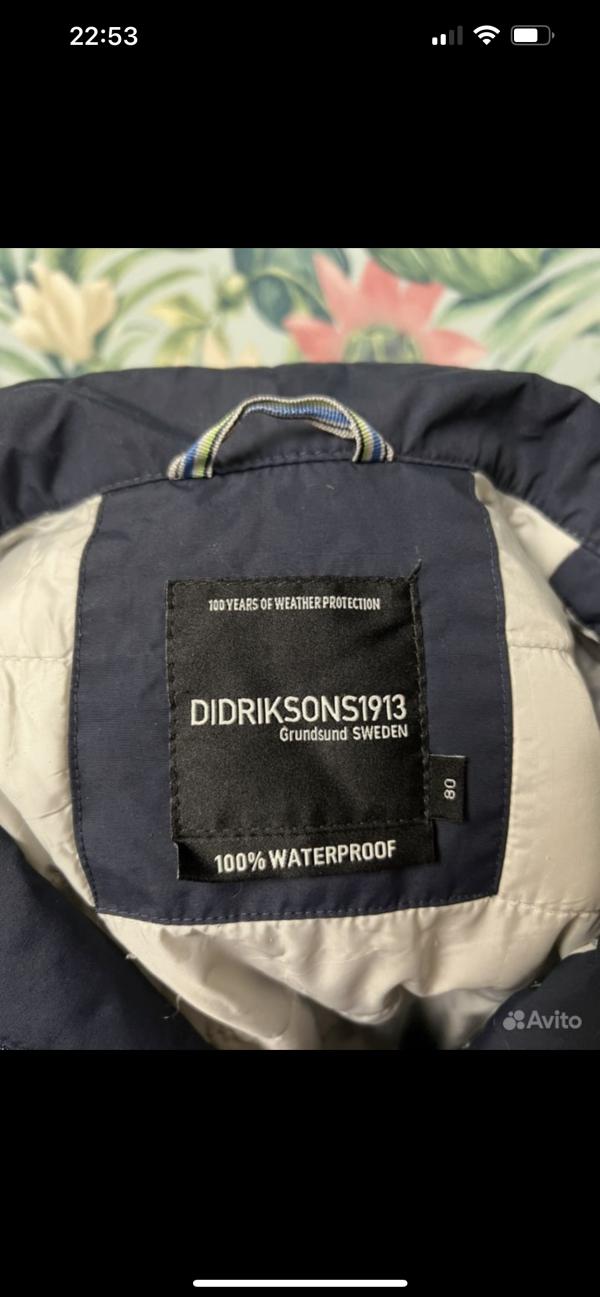 22:53
100 YEARS OF WEATHER PROTECTION
DIDRIKSONS1913
Grundsund SWEDEN
80
100% WATERPROOF
Avito